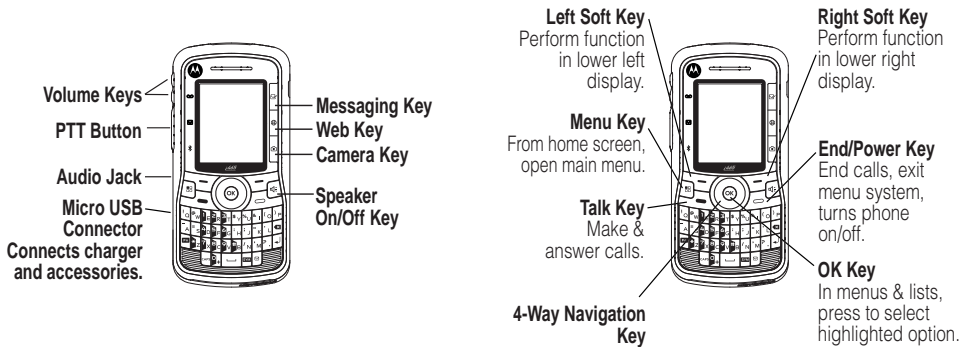 Volume Keys
PTT Button
Audio Jack
Micro USB
Connector
Connects charger
and accessories.
Messaging Key
Web Key
Camera Key
Speaker
On/Off Key
OK
Left Soft Key
Perform function
in lower left
display.
Menu Key
From home screen,
open main menu.
Talk Key
Make &
answer calls.
4-Way Navigation
Key
Right Soft Key
Perform function
in lower right
display.
End/Power Key
End calls, exit
menu system,
turns phone
on/off.
OK Key
In menus & lists,
press to select
highlighted option.
OK